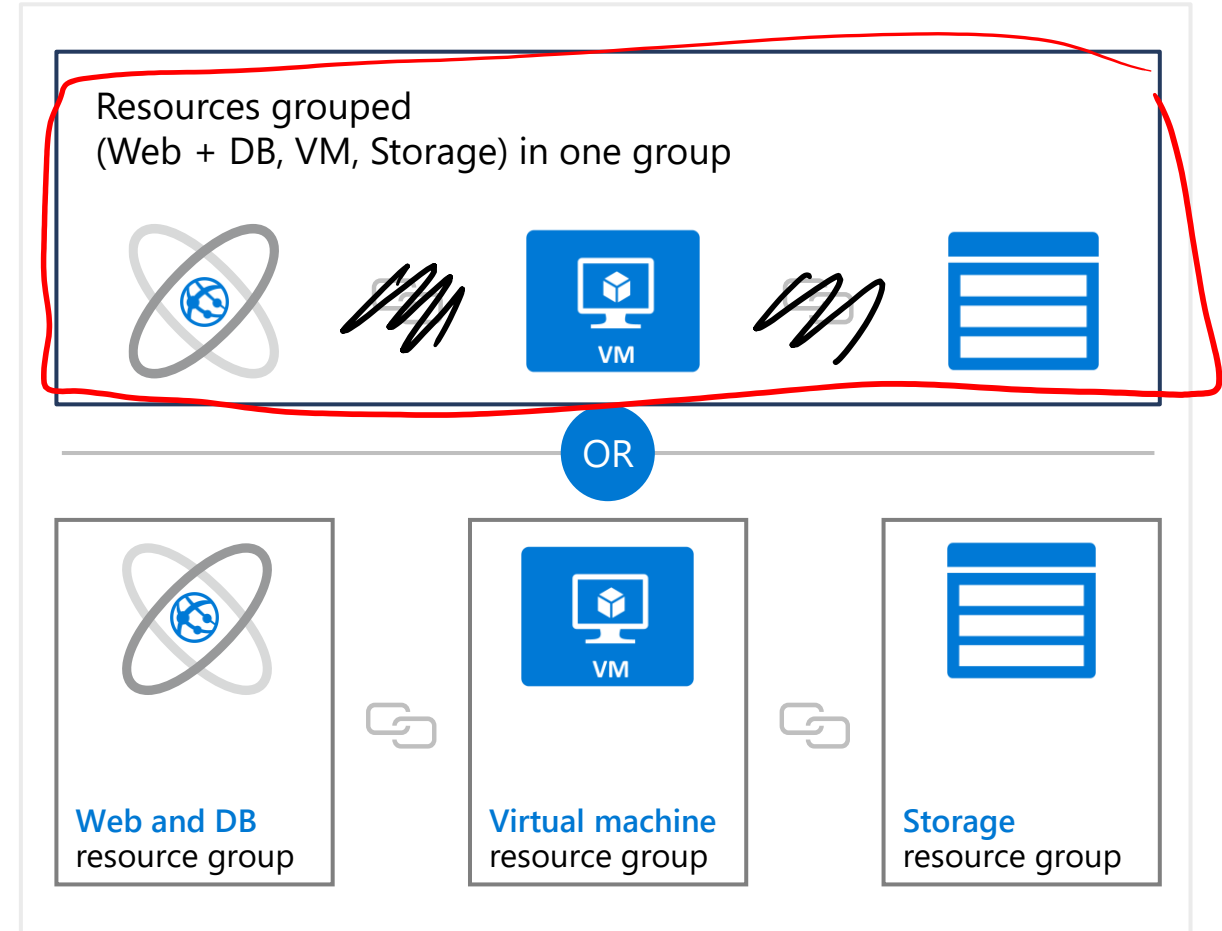 Resources grouped
(Web + DB, VM, Storage) in one group
VM
OR
VM
Web and DB
resource group
Virtual machine
resource group
Storage
resource group